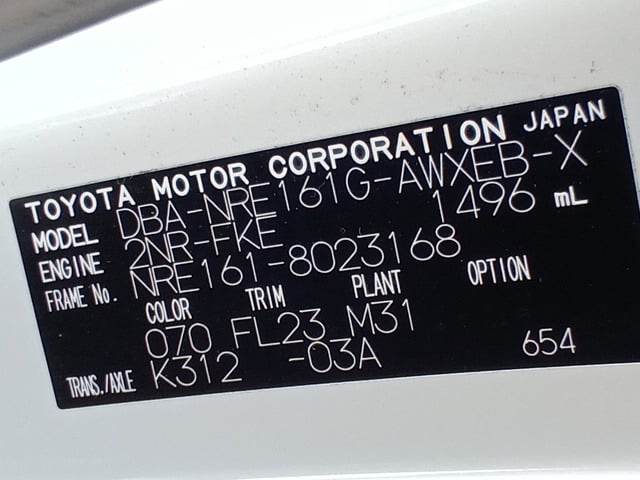 TOYOTA MOTOR CORPORATION JAPAN
MODEL DBA-NRE161G-AWXEB-X
ENGINE 2NR-FKE 1496 mL
FRAME No. NRE161-8023168
COLOR TRIM PLANT OPTION
070 FL23 M31
TRANS./AXLE K312 -03A 654